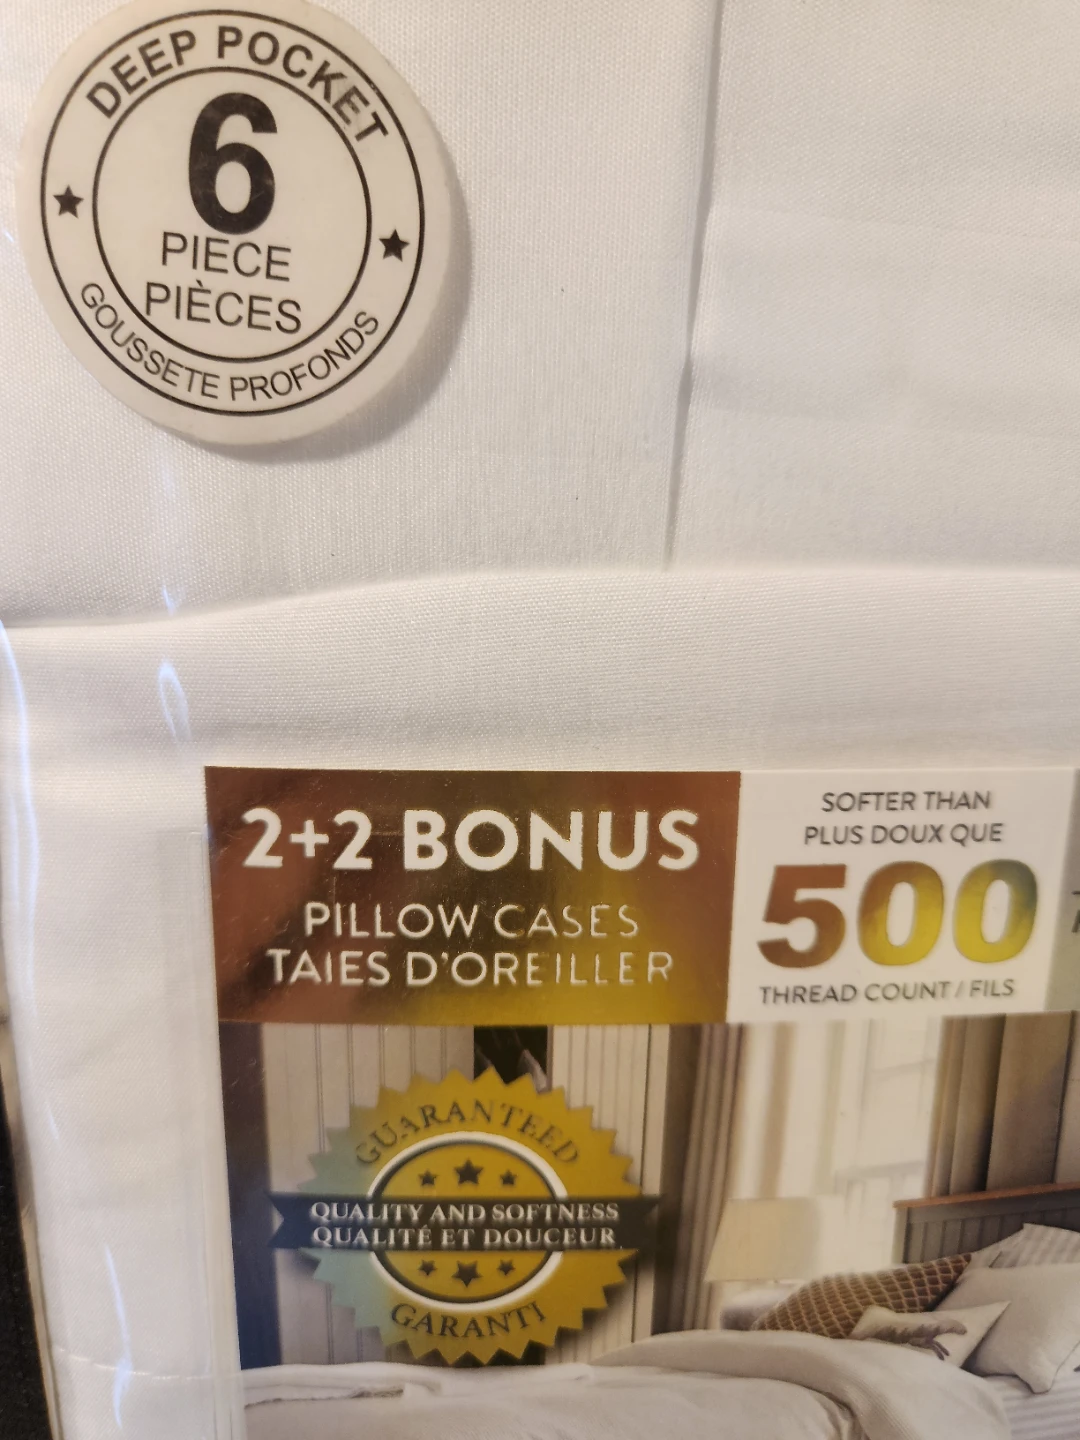 DEEP POCKET
6
PIECE
PIÈCES
GOUSSETE PROFONDS
2+2 BONUS
PILLOW CASES
TAIES D'OREILLER
SOFTER THAN
PLUS DOUX QUE
500
THREAD COUNT / FILS
GUARANTEED
QUALITY AND SOFTNESS
QUALITÉ ET DOUCEUR
GARANTI